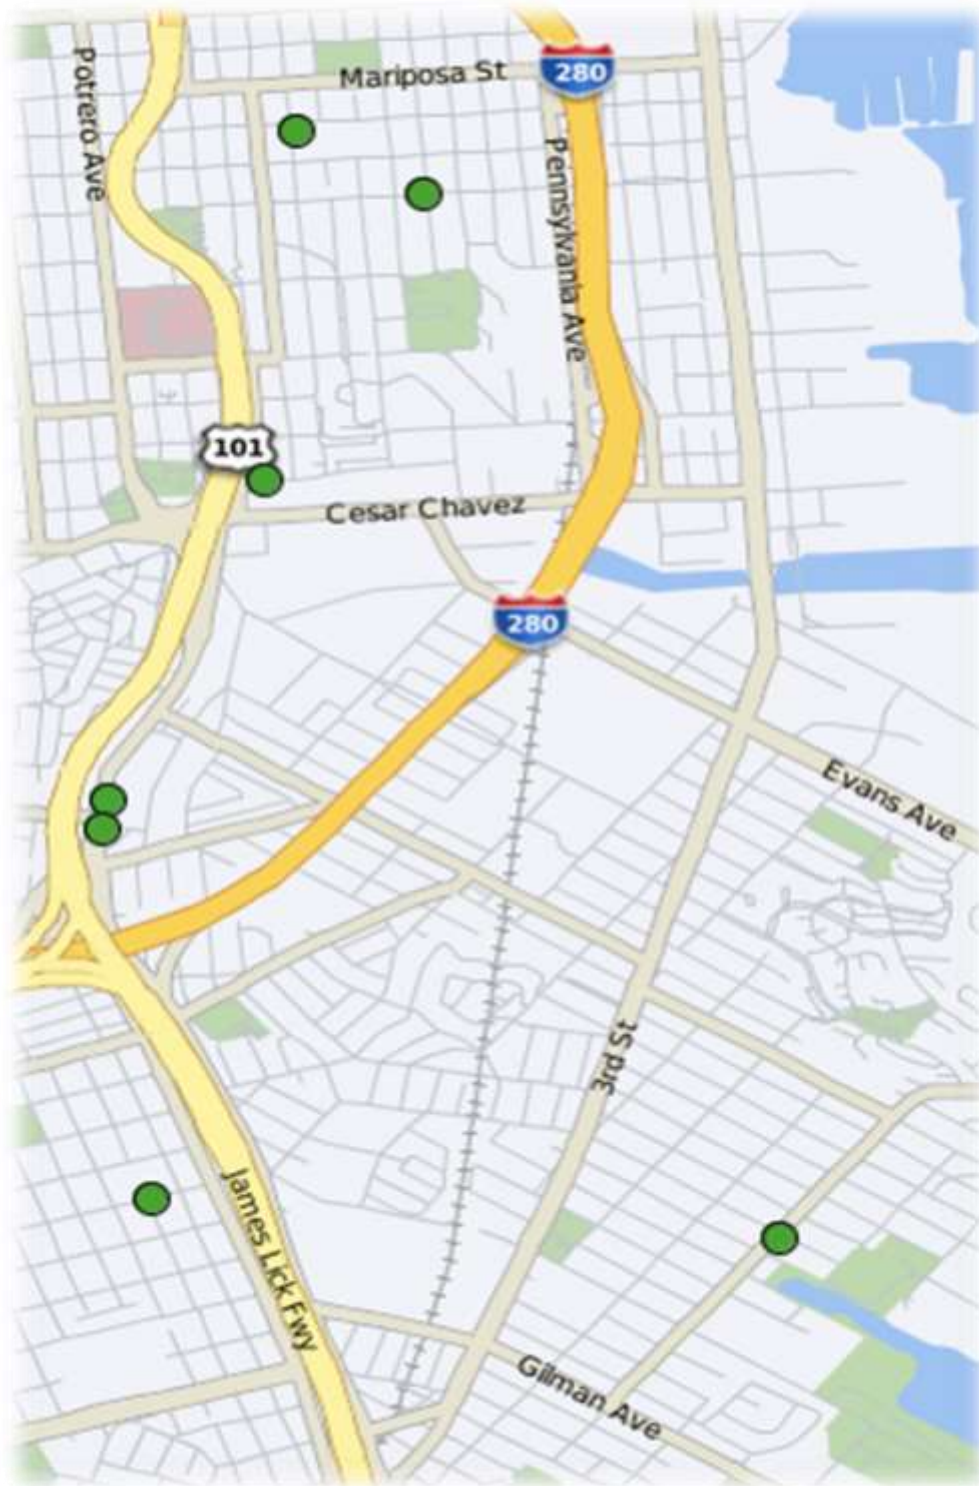 280
Mariposa St
Potrero Ave
Pennsylvania Ave
101
Cesar Chavez
280
Evans Ave
3rd St
James Lick Fwy
Gilman Ave